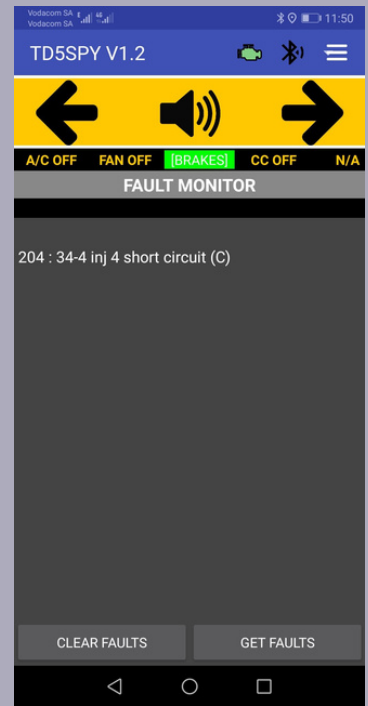 Vodacom SA
Vodacom SA
11:50
TD5SPY V1.2
A/C OFF FAN OFF [BRAKES] CC OFF N/A
FAULT MONITOR
204 : 34-4 inj 4 short circuit (C)
CLEAR FAULTS GET FAULTS